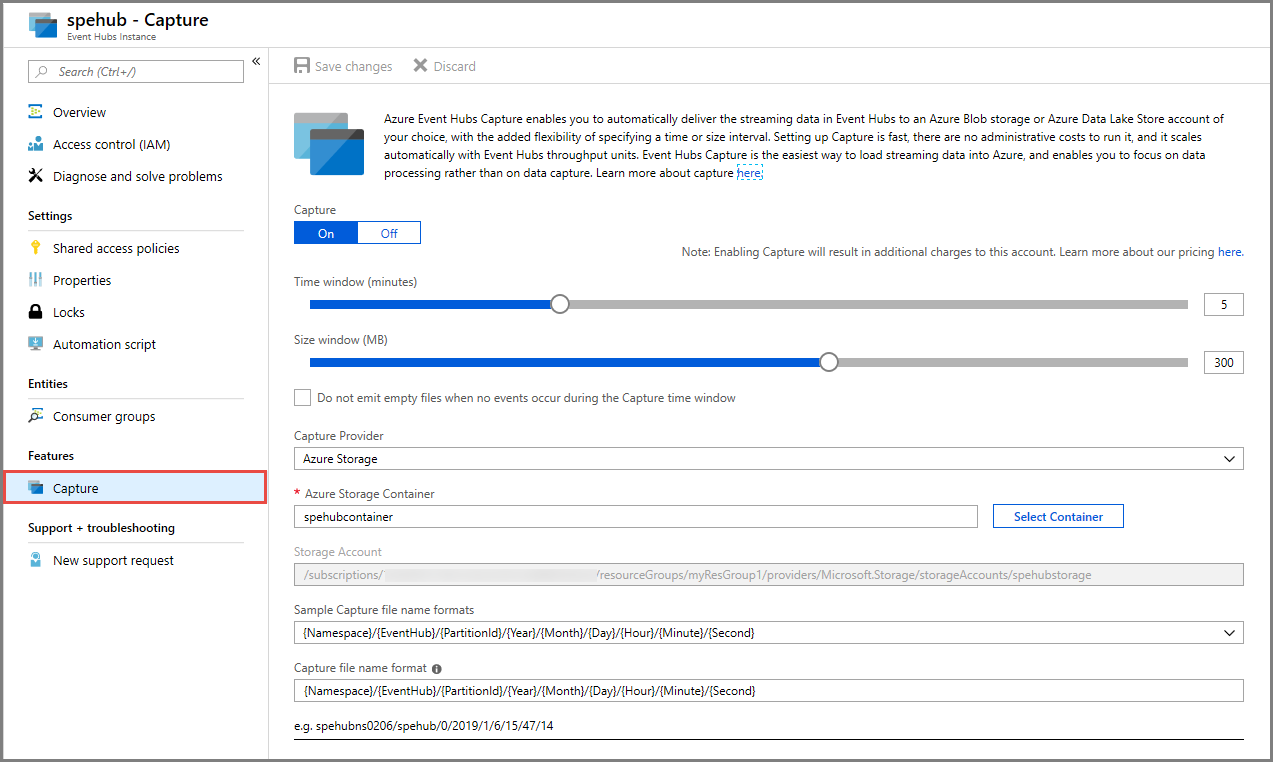 spehub - Capture
Event Hubs Instance
Search (Ctrl+/)
«
Overview
Access control (IAM)
Diagnose and solve problems
Settings
Shared access policies
Properties
Locks
Automation script
Entities
Consumer groups
Features
Capture
Support + troubleshooting
New support request
Save changes
Discard
Azure Event Hubs Capture enables you to automatically deliver the streaming data in Event Hubs to an Azure Blob storage or Azure Data Lake Store account of
your choice, with the added flexibility of specifying a time or size interval. Setting up Capture is fast, there are no administrative costs to run it, and it scales
automatically with Event Hubs throughput units. Event Hubs Capture is the easiest way to load streaming data into Azure, and enables you to focus on data
processing rather than on data capture. Learn more about capture here.
Capture
On Off
Note: Enabling Capture will result in additional charges to this account. Learn more about our pricing here.
Time window (minutes)
5
Size window (MB)
300
Do not emit empty files when no events occur during the Capture time window
Capture Provider
Azure Storage
* Azure Storage Container
spehubcontainer
Select Container
Storage Account
/subscriptions/ /resourceGroups/myResGroup1/providers/Microsoft.Storage/storageAccounts/spehubstorage
Sample Capture file name formats
{Namespace}/{EventHub}/{PartitionId}/{Year}/{Month}/{Day}/{Hour}/{Minute}/{Second}
Capture file name format
{Namespace}/{EventHub}/{PartitionId}/{Year}/{Month}/{Day}/{Hour}/{Minute}/{Second}
e.g. spehubns0206/spehub/0/2019/1/6/15/47/14